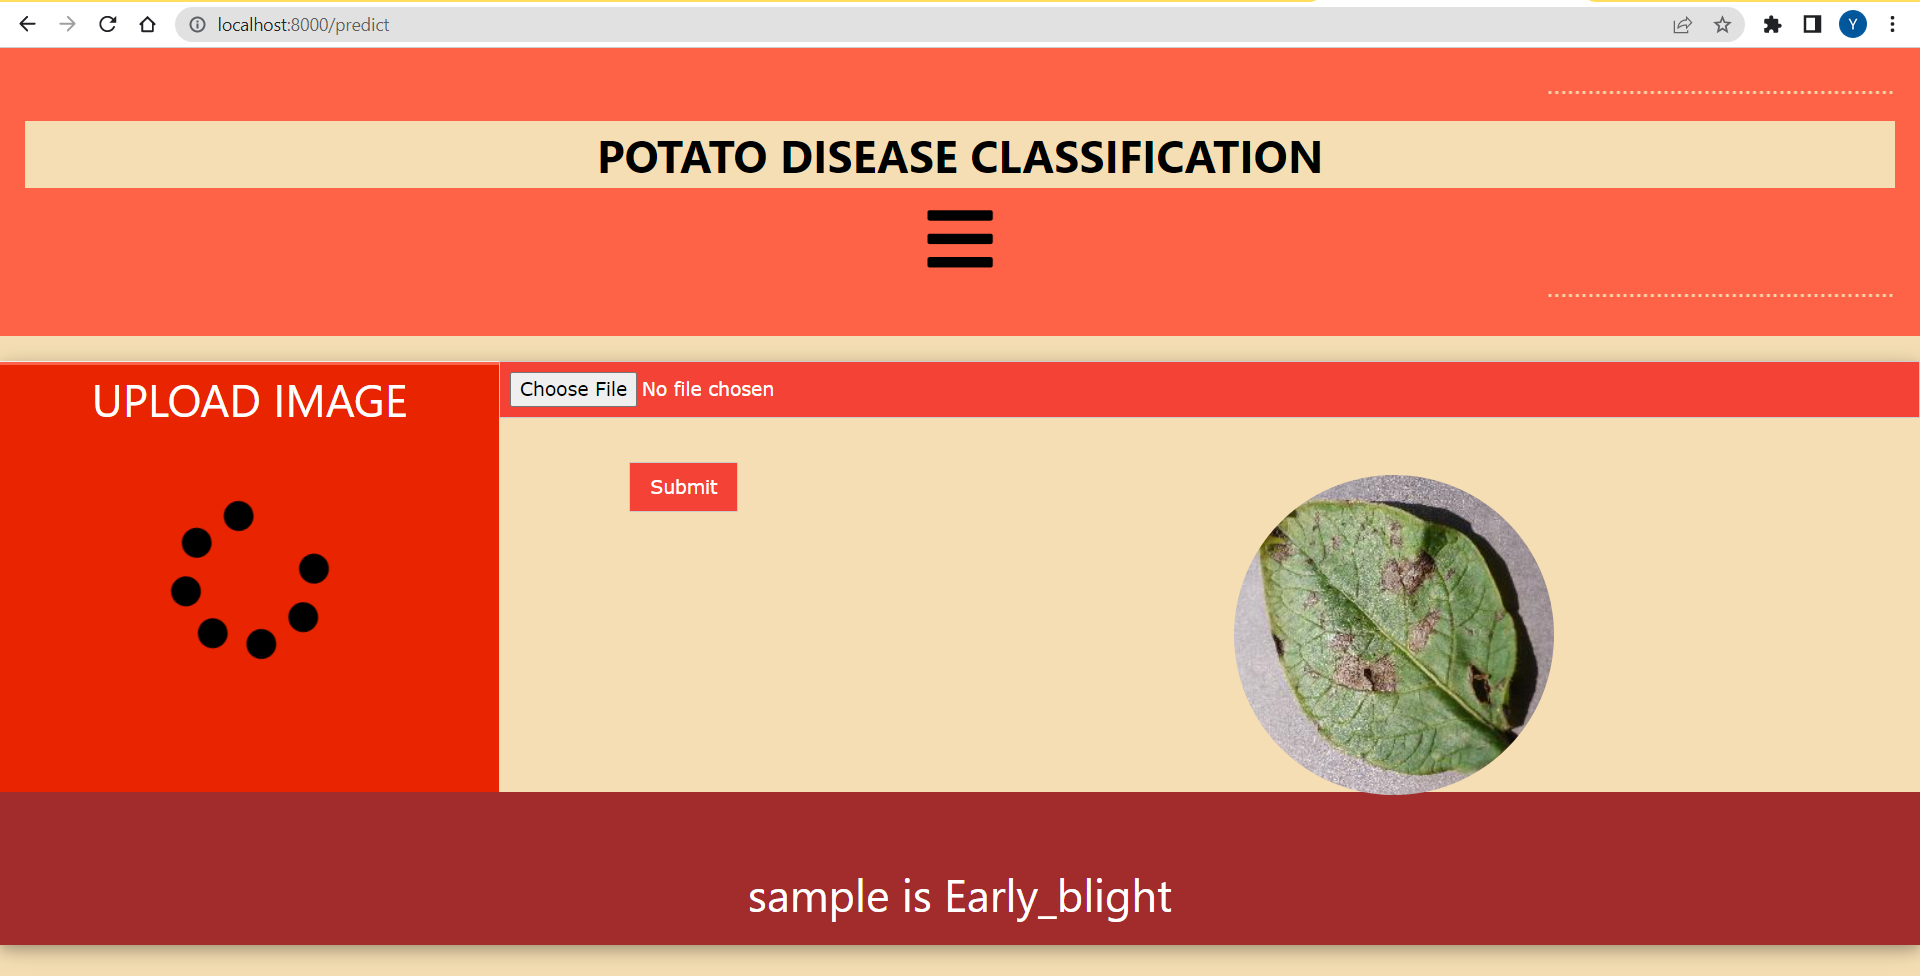 localhost:8000/predict
Y
POTATO DISEASE CLASSIFICATION
UPLOAD IMAGE
Choose File No file chosen
Submit
sample is Early_blight